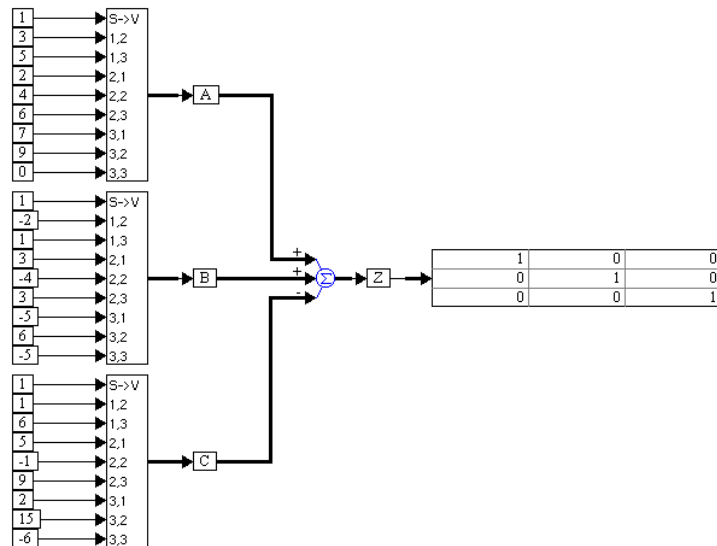 1 S->V
3 1,2
5 1,3
2 2,1
4 2,2
6 2,3
7 3,1
9 3,2
0 3,3
A
1 S->V
-2 1,2
1 1,3
3 2,1
-4 2,2
3 2,3
-5 3,1
6 3,2
-5 3,3
B
1 S->V
1 1,2
6 1,3
5 2,1
-1 2,2
9 2,3
2 3,1
15 3,2
-6 3,3
C
+
+
-
Σ
Z
1 0 0
0 1 0
0 0 1